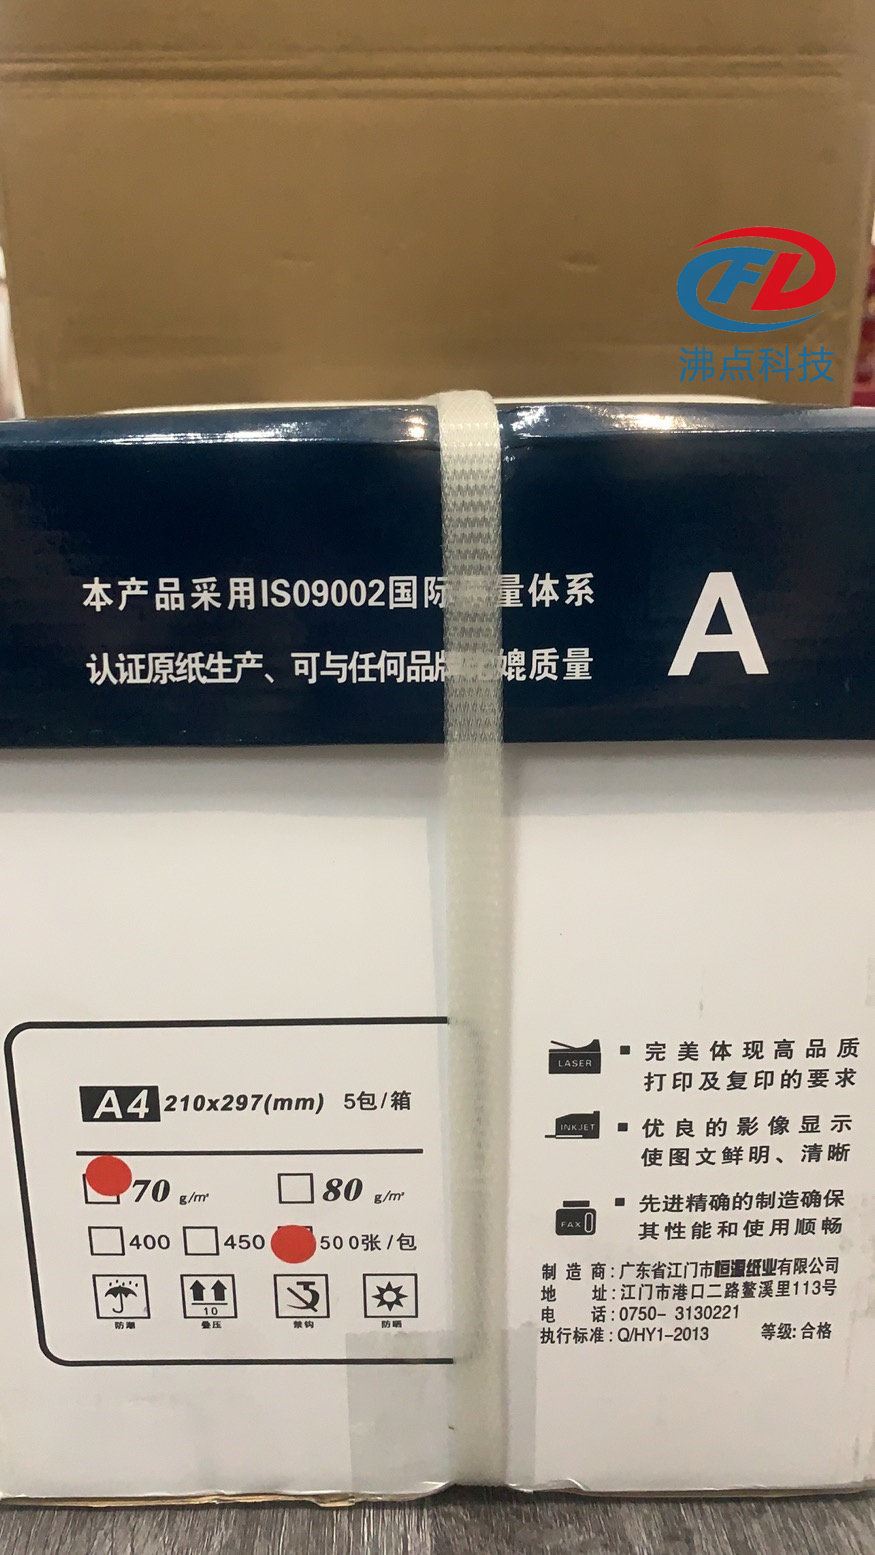 FD
沸点科技
本产品采用ISO9002国际质量体系
认证原纸生产、可与任何品牌 媲质量
A
A4 210x297(mm) 5包/箱
70 g/m² 80 g/m²
400 450 500张/包
10
防潮 叠压 禁钩 防晒
LASER
完美体现高品质
打印及复印的要求
INKJET
优良的影像显示
使图文鲜明、清晰
FAX
先进精确的制造确保
其性能和使用顺畅
制造商:广东省江门市恒源纸业有限公司
地址:江门市港口二路鳌溪里113号
电话:0750- 3130221
执行标准:Q/HY1-2013 等级:合格